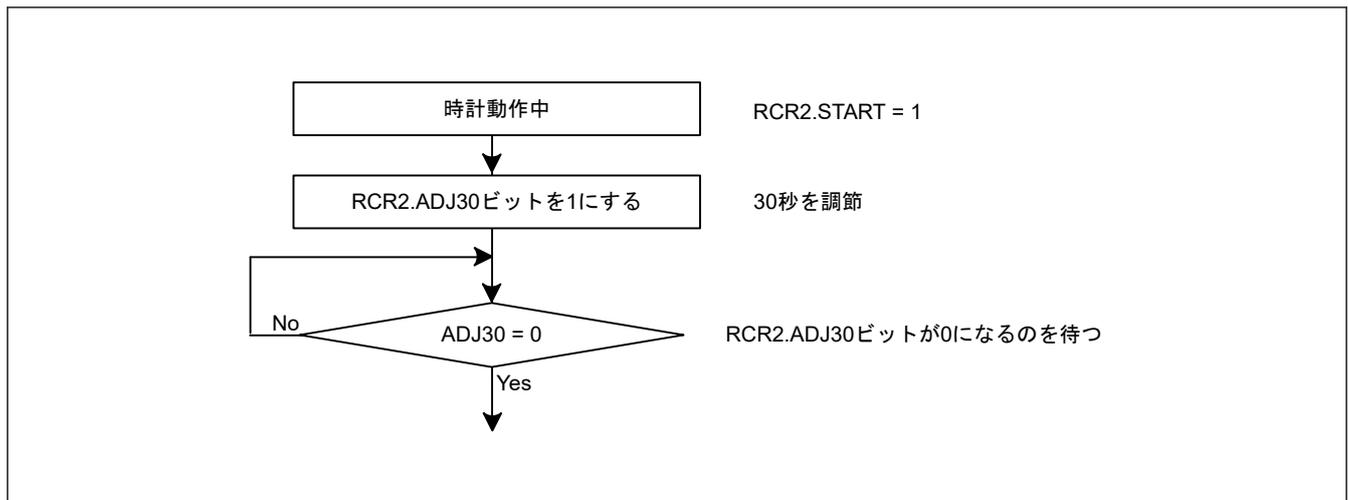 時計動作中
RCR2.START = 1
RCR2.ADJ30ビットを1にする
30秒を調節
No
ADJ30 = 0
RCR2.ADJ30ビットが0になるのを待つ
Yes